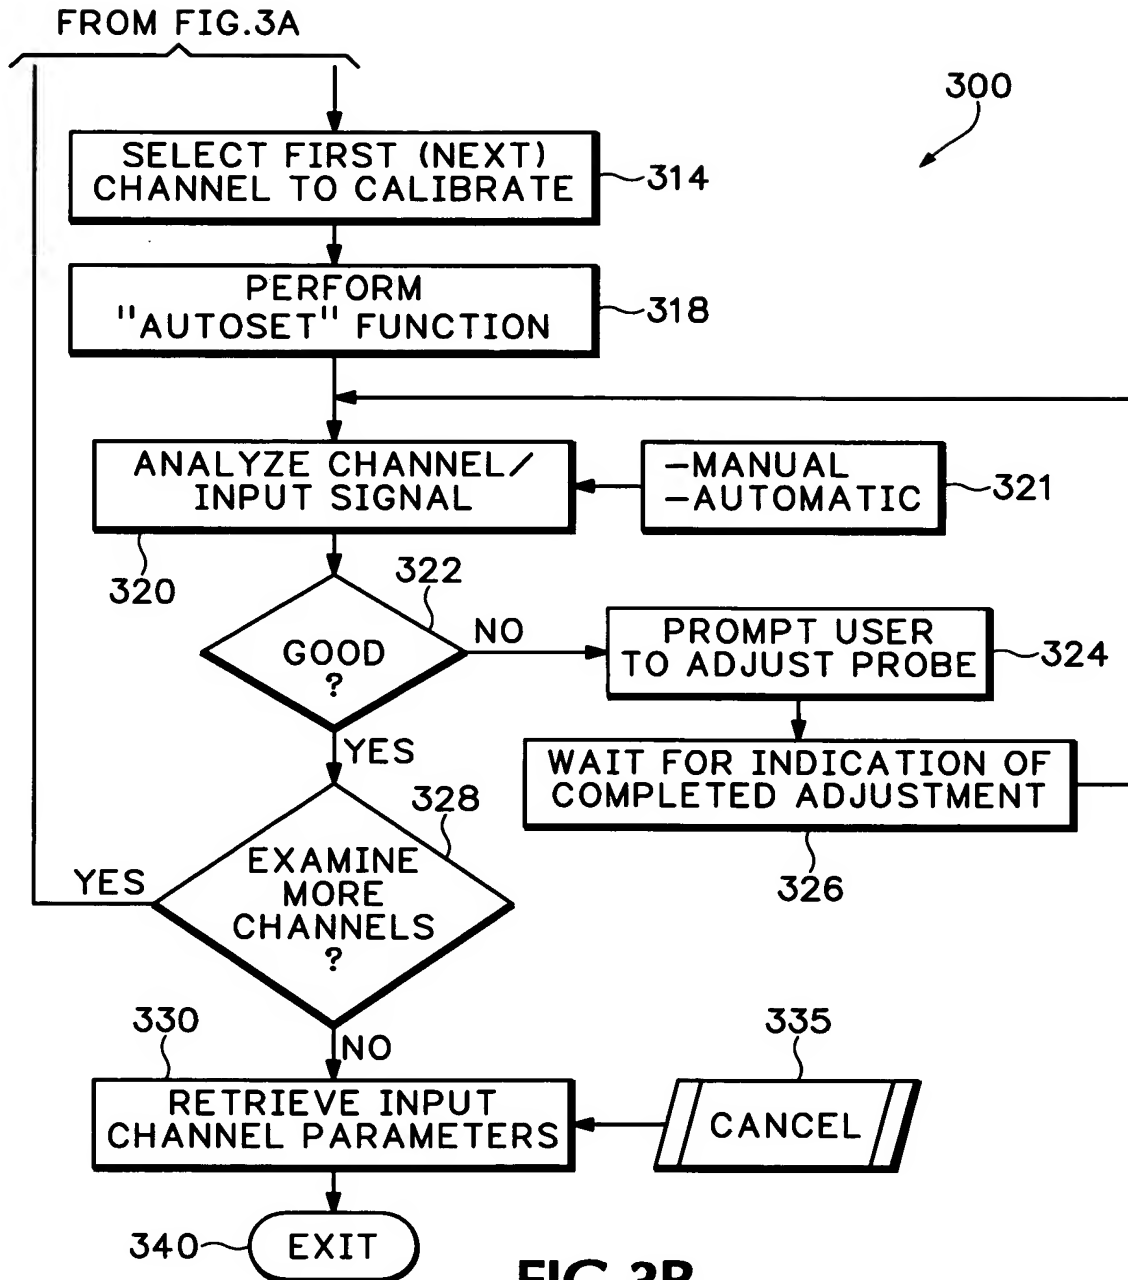 FROM FIG.3A
300
SELECT FIRST (NEXT)
CHANNEL TO CALIBRATE
314
PERFORM
"AUTOSET" FUNCTION
318
ANALYZE CHANNEL/
INPUT SIGNAL
320
-MANUAL
-AUTOMATIC
321
322
GOOD
?
NO
PROMPT USER
TO ADJUST PROBE
324
YES
WAIT FOR INDICATION OF
COMPLETED ADJUSTMENT
326
328
EXAMINE
MORE
CHANNELS
?
YES
NO
330
RETRIEVE INPUT
CHANNEL PARAMETERS
335
CANCEL
340
EXIT
FIG.3B